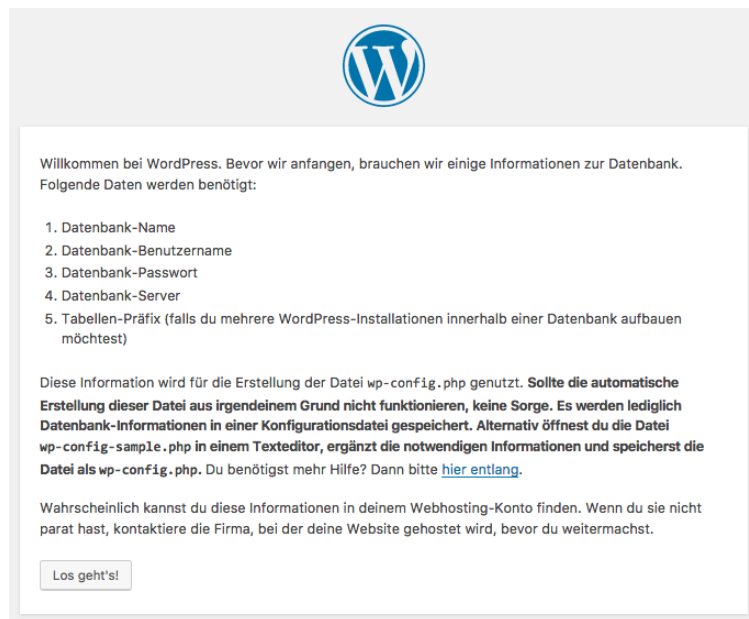 Willkommen bei WordPress. Bevor wir anfangen, brauchen wir einige Informationen zur Datenbank.
Folgende Daten werden benötigt:
1. Datenbank-Name
2. Datenbank-Benutzername
3. Datenbank-Passwort
4. Datenbank-Server
5. Tabellen-Präfix (falls du mehrere WordPress-Installationen innerhalb einer Datenbank aufbauen
möchtest)
Diese Information wird für die Erstellung der Datei wp-config.php genutzt. Sollte die automatische
Erstellung dieser Datei aus irgendeinem Grund nicht funktionieren, keine Sorge. Es werden lediglich
Datenbank-Informationen in einer Konfigurationsdatei gespeichert. Alternativ öffnest du die Datei
wp-config-sample.php in einem Texteditor, ergänzt die notwendigen Informationen und speicherst die
Datei als wp-config.php. Du benötigst mehr Hilfe? Dann bitte hier entlang.
Wahrscheinlich kannst du diese Informationen in deinem Webhosting-Konto finden. Wenn du sie nicht
parat hast, kontaktiere die Firma, bei der deine Website gehostet wird, bevor du weitermachst.
Los geht's!